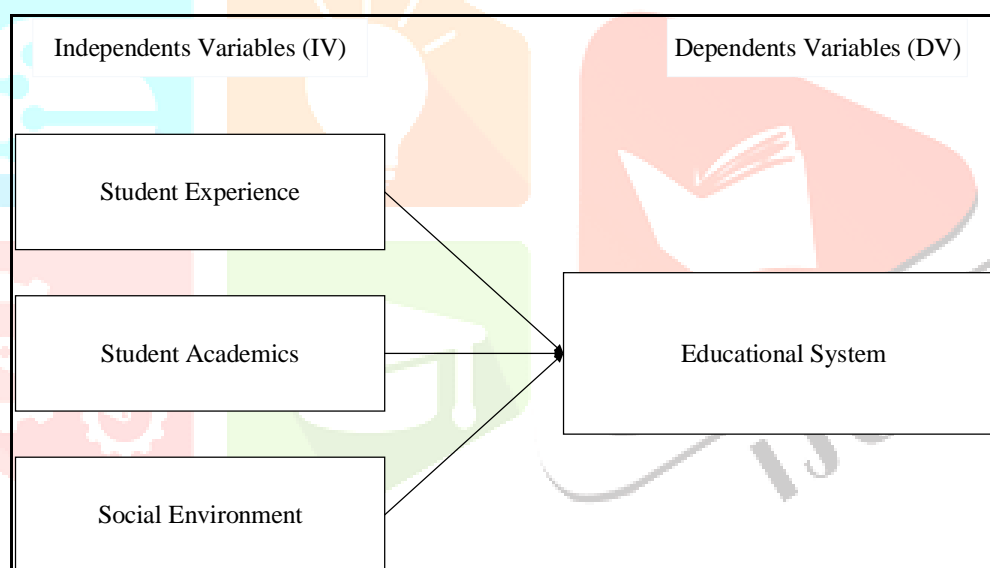 Independents Variables (IV)
Dependents Variables (DV)
Student Experience
Student Academics
Educational System
Social Environment